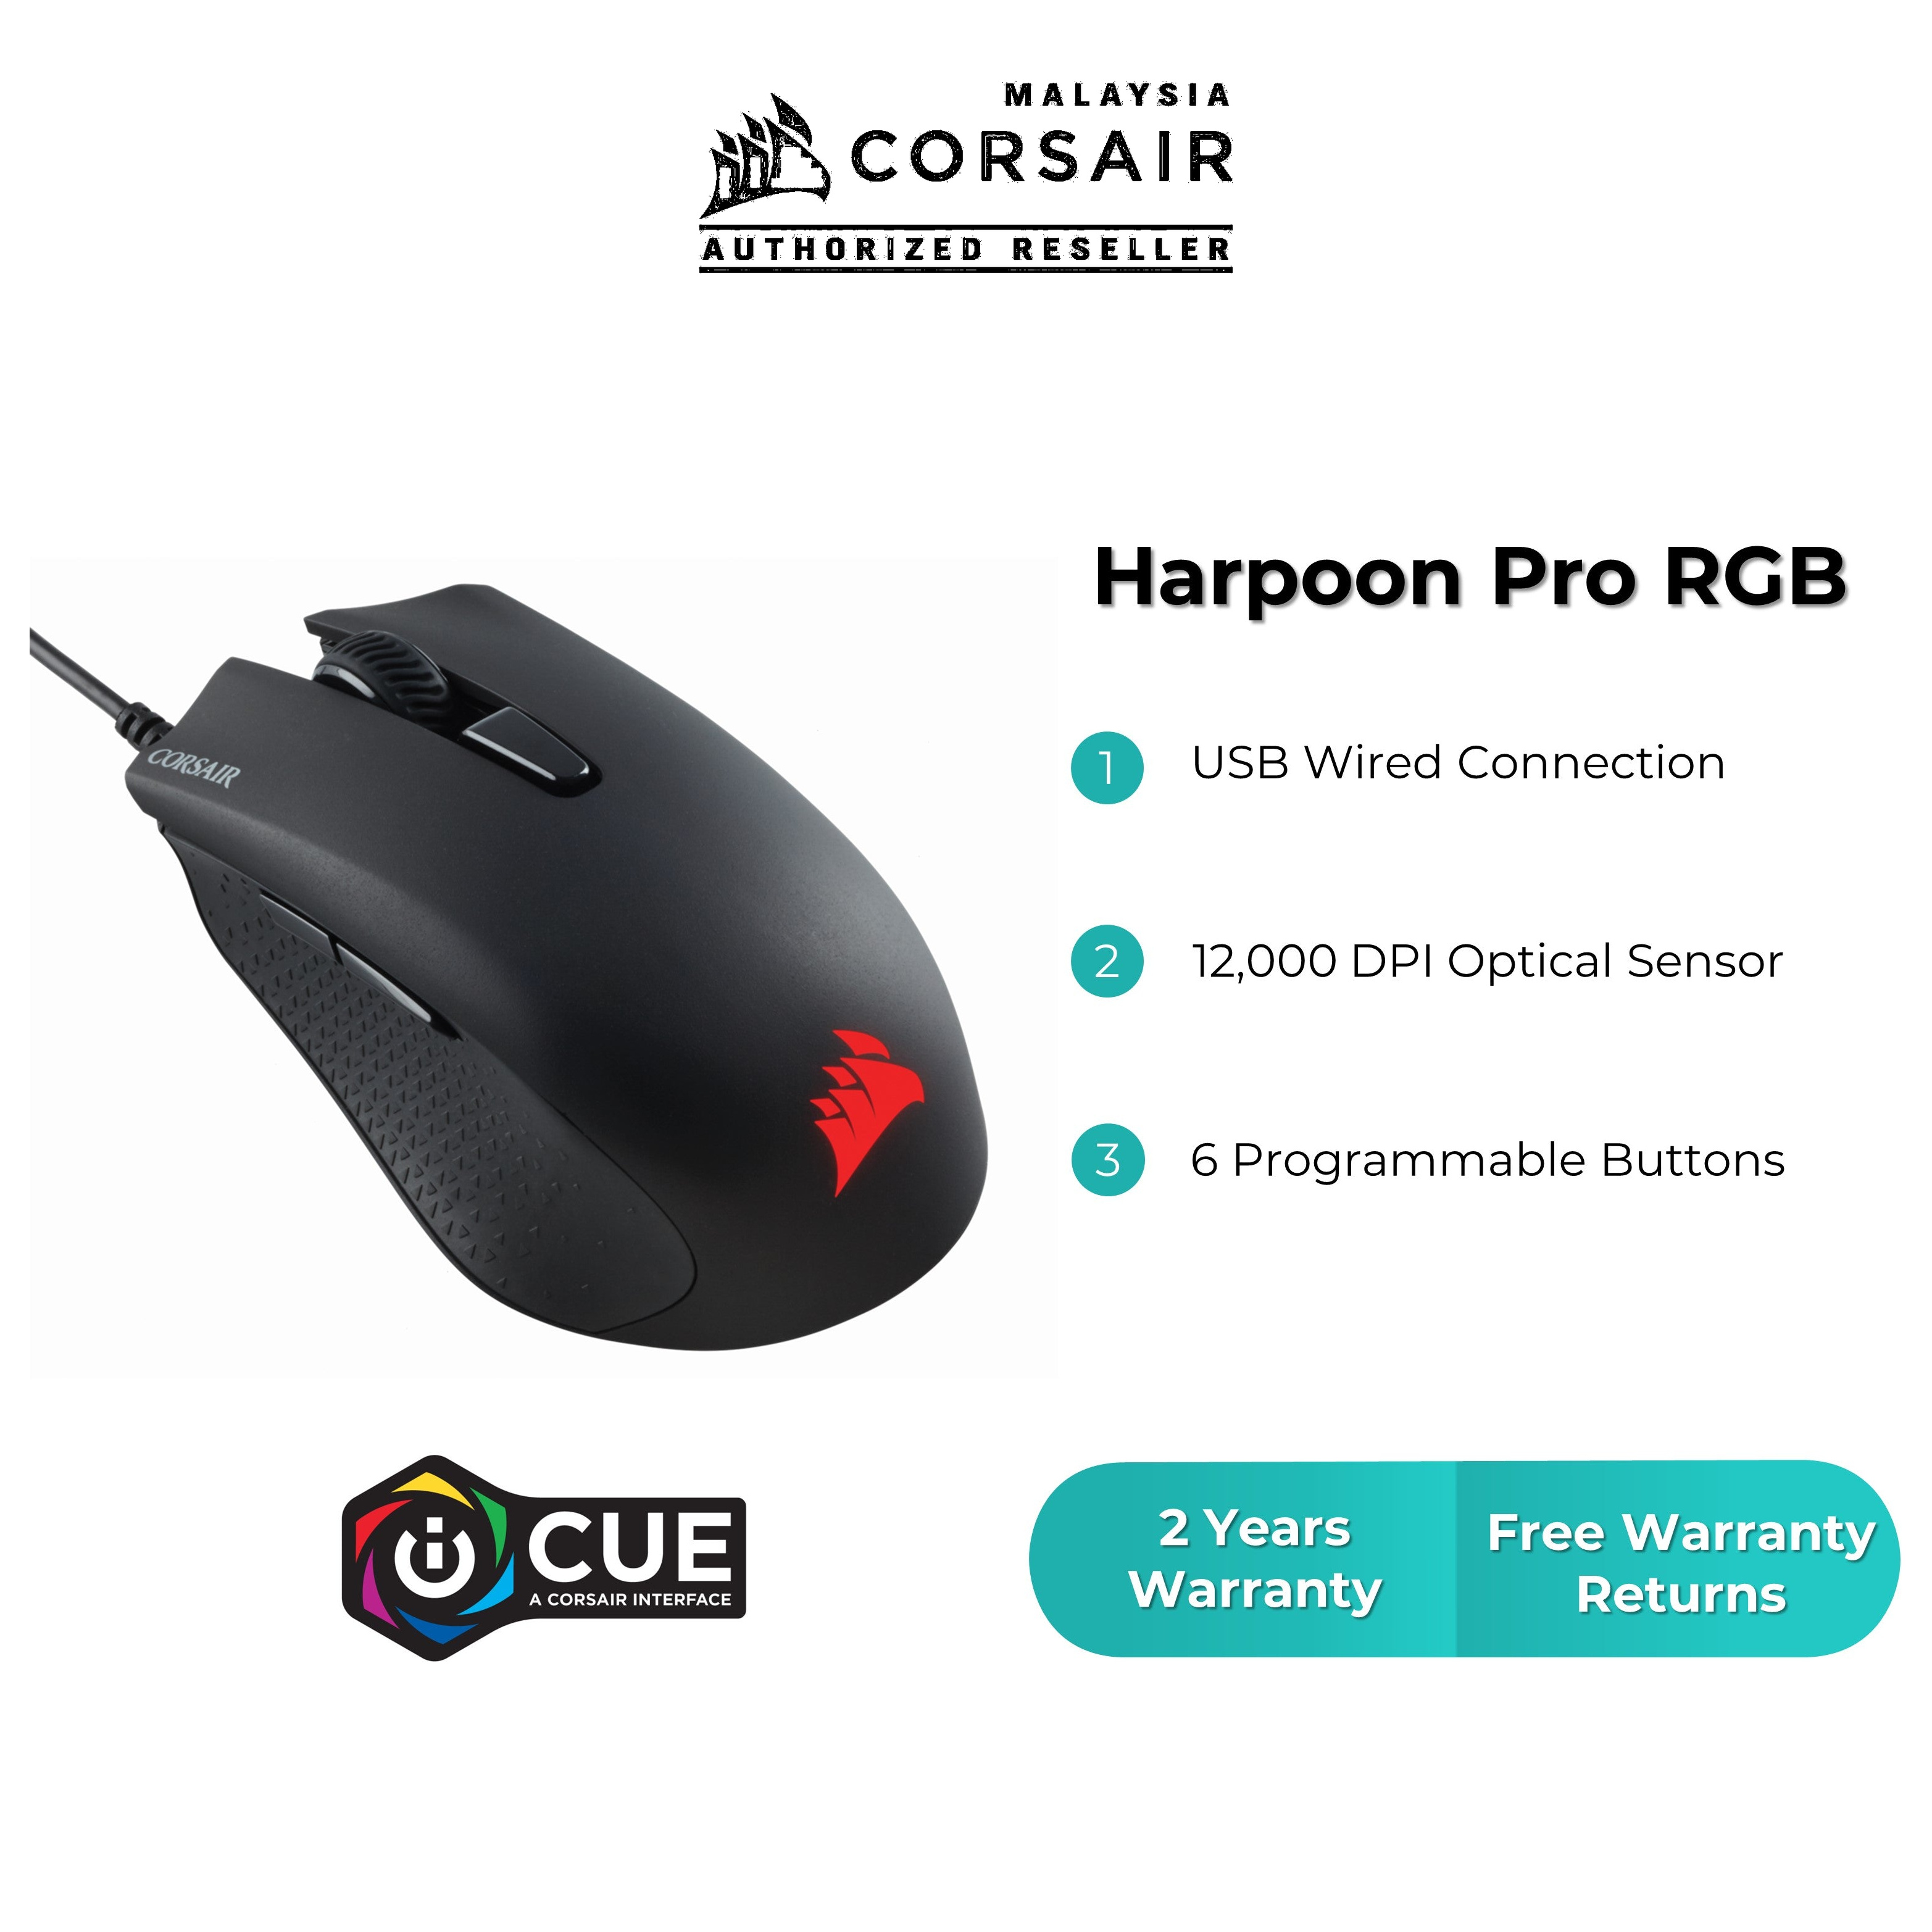 MALAYSIA
CORSAIR
AUTHORIZED RESELLER
Harpoon Pro RGB
CORSAIR
1 USB Wired Connection
2 12,000 DPI Optical Sensor
3 6 Programmable Buttons
iCUE
A CORSAIR INTERFACE
2 Years
Warranty
Free Warranty
Returns